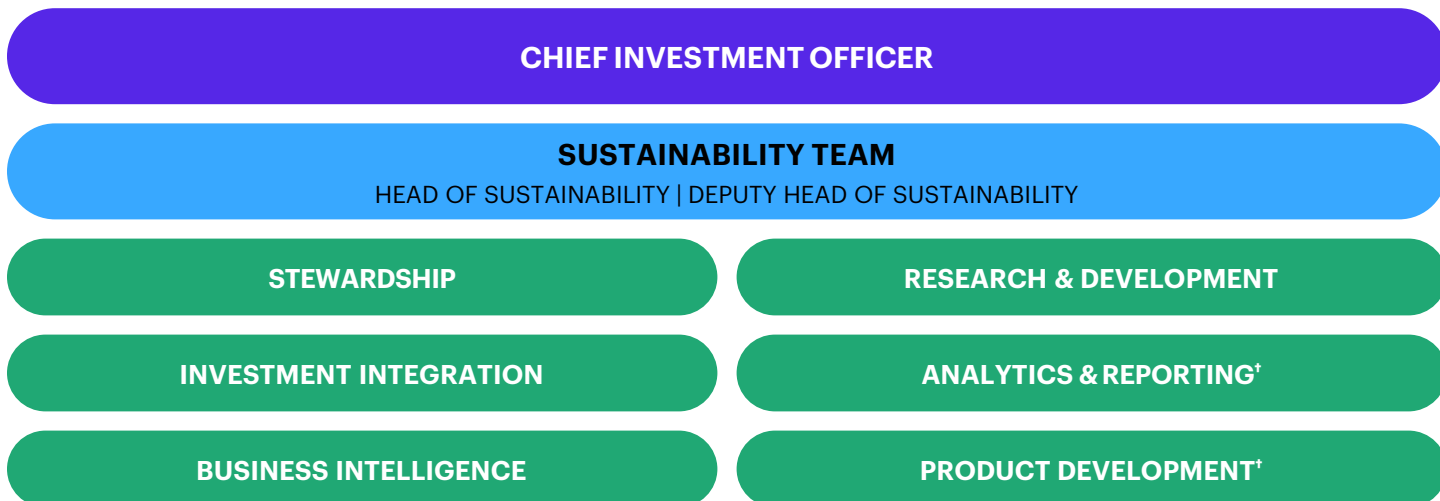 CHIEF INVESTMENT OFFICER
SUSTAINABILITY TEAM
HEAD OF SUSTAINABILITY | DEPUTY HEAD OF SUSTAINABILITY
STEWARDSHIP
RESEARCH & DEVELOPMENT
INVESTMENT INTEGRATION
ANALYTICS & REPORTING†
BUSINESS INTELLIGENCE
PRODUCT DEVELOPMENT†